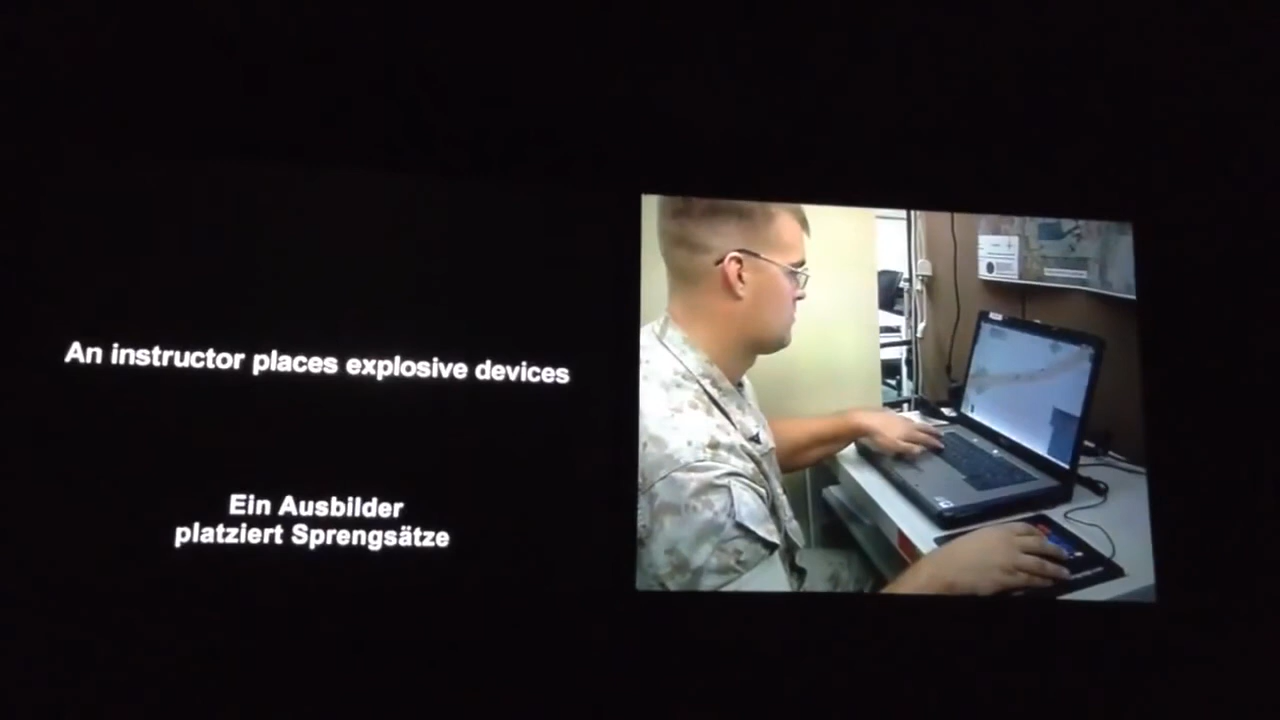 An instructor places explosive devices
Ein Ausbilder
platziert Sprengsätze